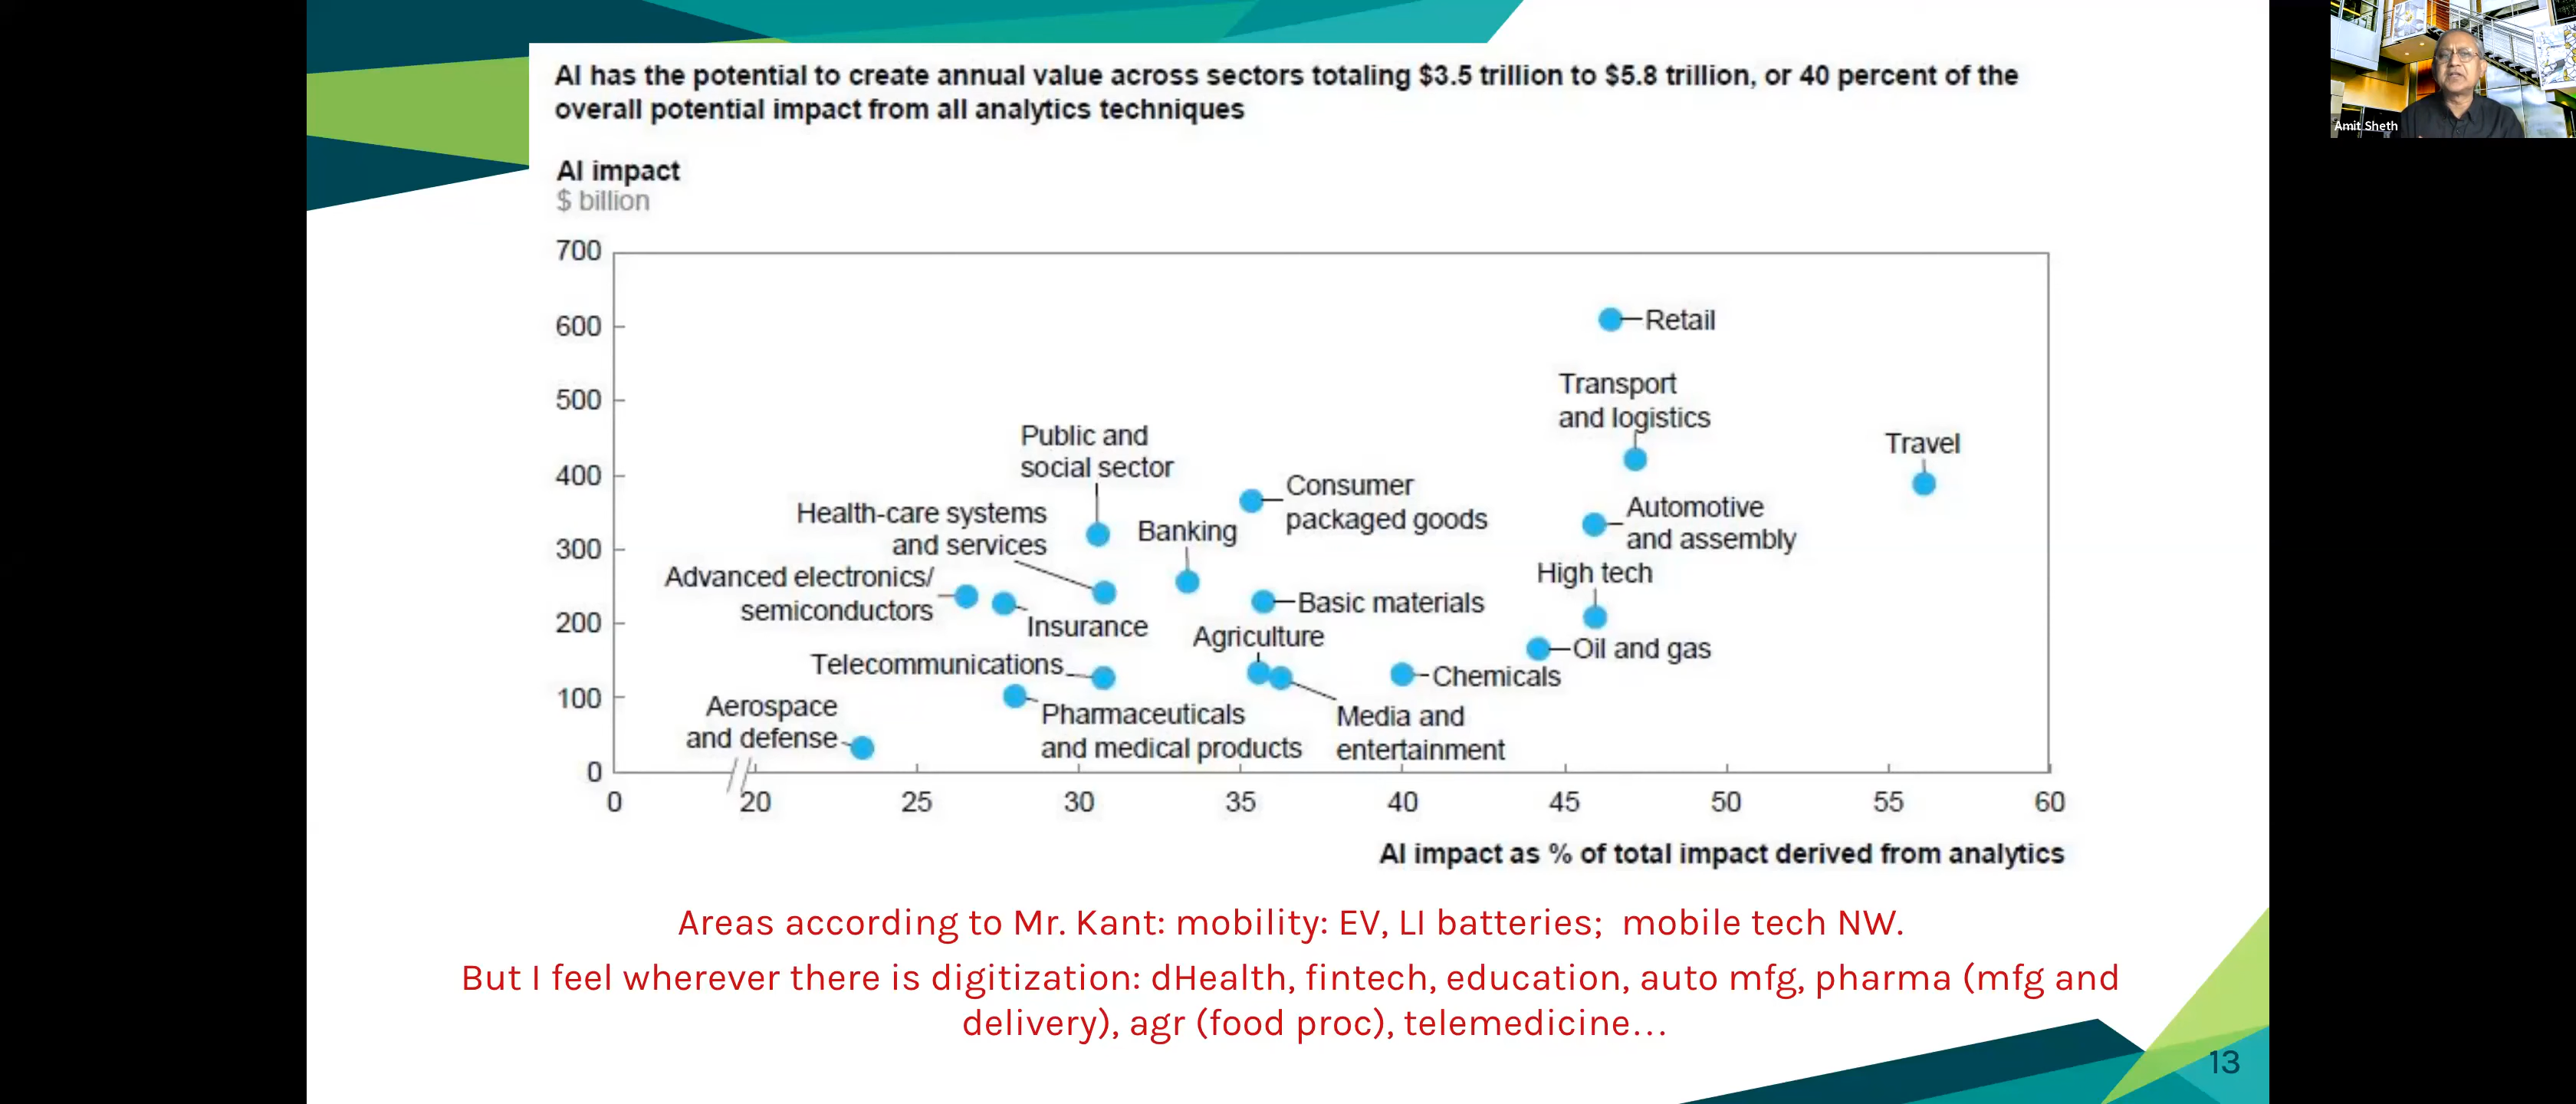 AI has the potential to create annual value across sectors totaling $3.5 trillion to $5.8 trillion, or 40 percent of the
overall potential impact from all analytics techniques
Amit Sheth
AI impact
$ billion
700
600
500
400
300
200
100
0
Retail
Transport
and logistics
Travel
Public and
social sector
Consumer
packaged goods
Automotive
and assembly
Health-care systems
and services
Banking
High tech
Advanced electronics/
semiconductors
Insurance
Basic materials
Agriculture
Oil and gas
Telecommunications
Chemicals
Aerospace
and defense
Pharmaceuticals
and medical products
Media and
entertainment
0 20 25 30 35 40 45 50 55 60
AI impact as % of total impact derived from analytics
Areas according to Mr. Kant: mobility: EV, LI batteries; mobile tech NW.
But I feel wherever there is digitization: dHealth, fintech, education, auto mfg, pharma (mfg and
delivery), agr (food proc), telemedicine...
13